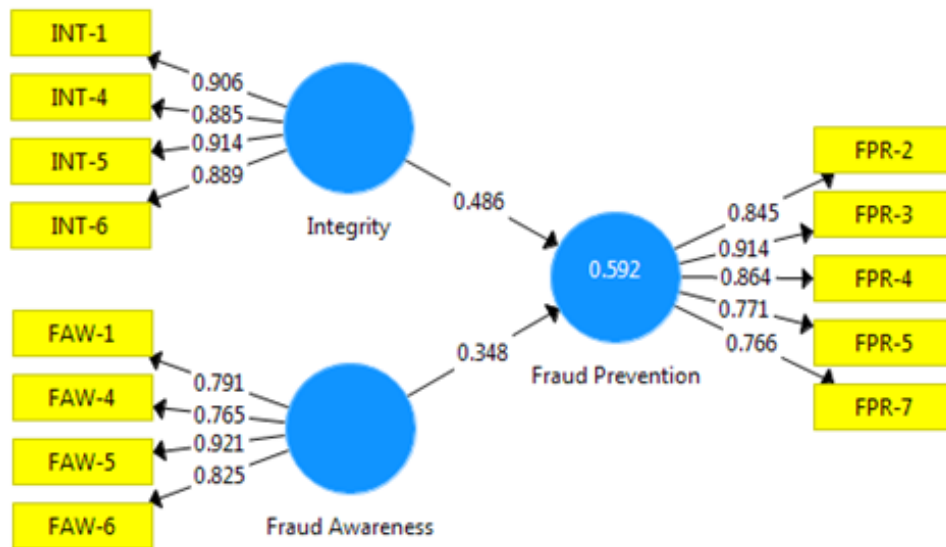 INT-1
INT-4
INT-5
INT-6
0.906
0.885
0.914
0.889
Integrity
0.486
FAW-1
FAW-4
FAW-5
FAW-6
0.791
0.765
0.921
0.825
Fraud Awareness
0.348
0.592
Fraud Prevention
0.845
0.914
0.864
0.771
0.766
FPR-2
FPR-3
FPR-4
FPR-5
FPR-7